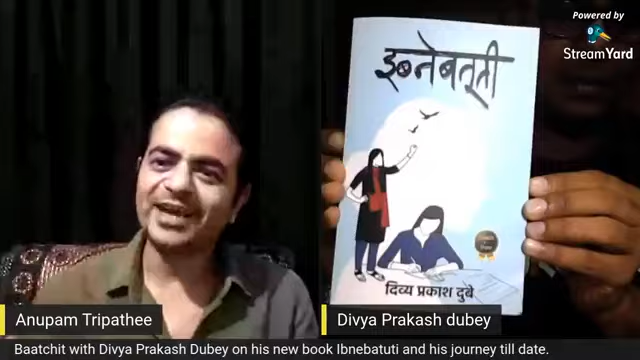 Powered by
StreamYard
इब्नेबतूती
दिव्य प्रकाश दुबे
Anupam Tripathee
Divya Prakash dubey
Baatchit with Divya Prakash Dubey on his new book Ibnebatuti and his journey till date.